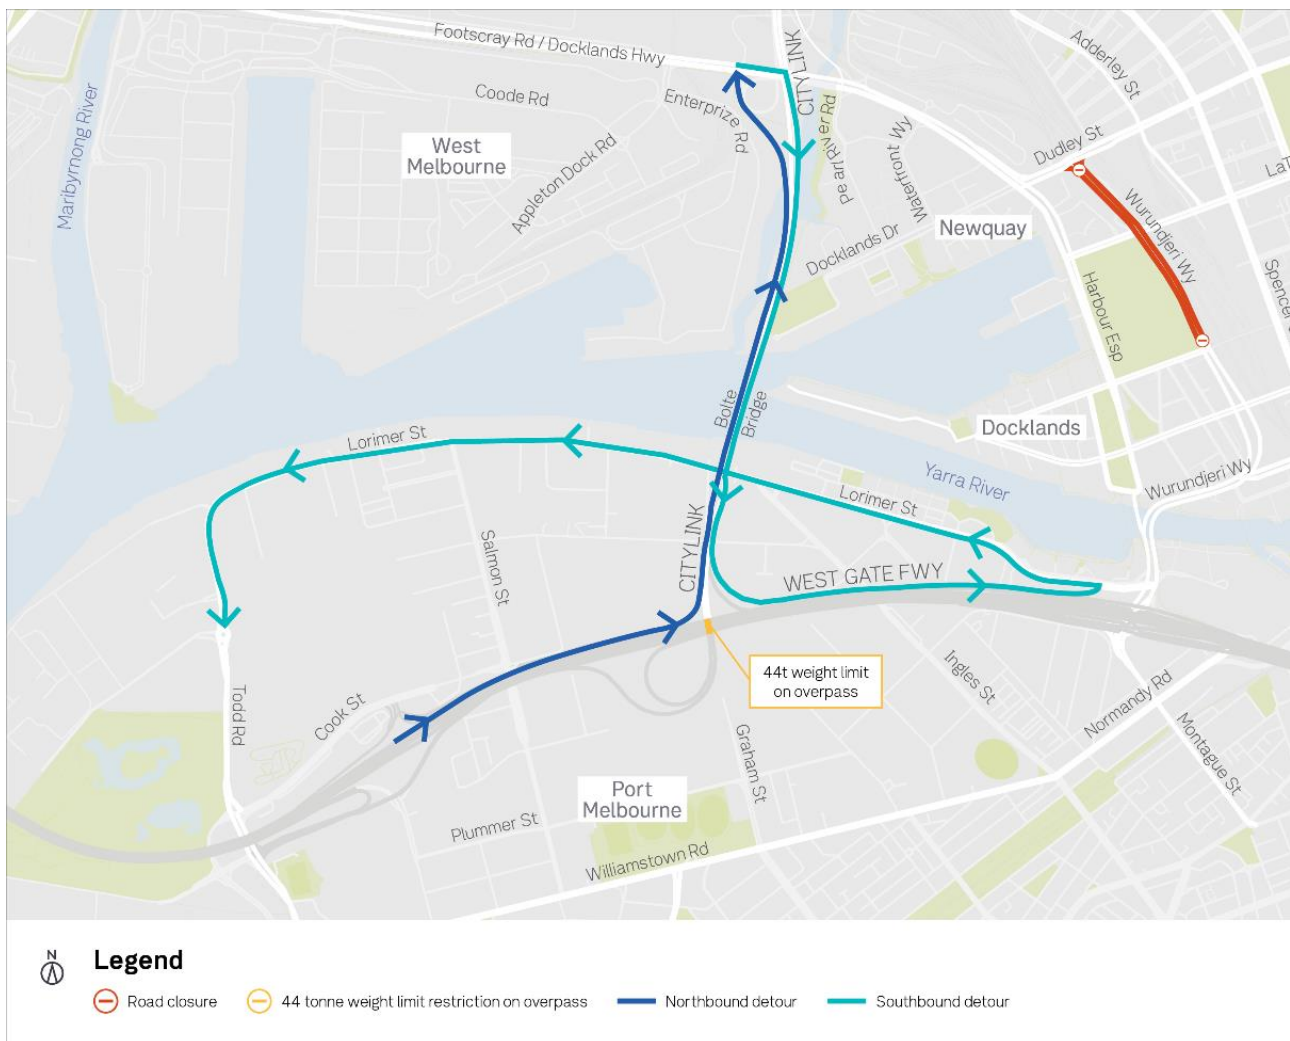 Footscray Rd / Docklands Hwy
CITYLINK
Adderley St
Maribyrnong River
Coode Rd
Enterprize Rd
Pearl River Rd
Waterfront Wy
Dudley St
West
Melbourne
Appleton Dock Rd
LaT
Wurundjeri Wy
Newquay
Docklands Dr
Spencer
Harbour Esp
Bolte
Bridge
Docklands
Lorimer St
Yarra River
Wurundjeri Wy
Lorimer St
CITYLINK
Salmon St
WEST GATE FWY
44t weight limit
on overpass
Ingles St
Normandy Rd
Todd Rd
Cook St
Montague St
Graham St
Port
Melbourne
Plummer St
Williamstown Rd
N
Legend
Road closure
44 tonne weight limit restriction on overpass
Northbound detour
Southbound detour